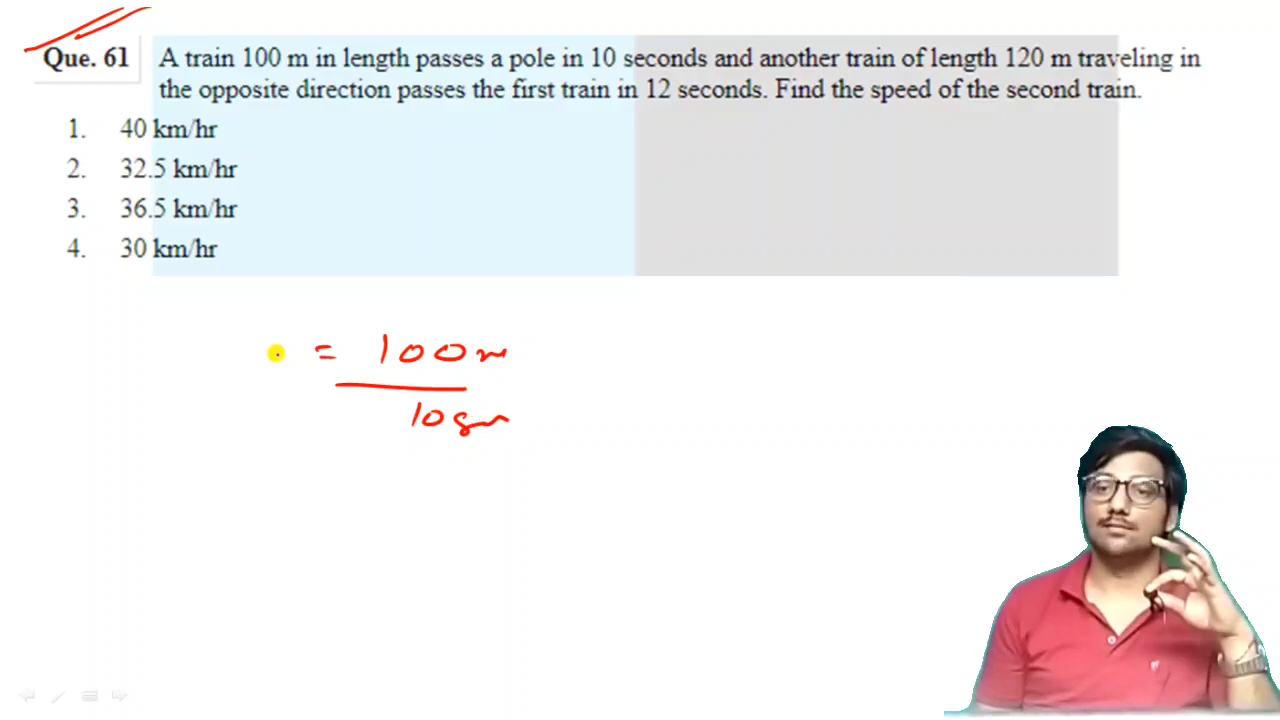 Que. 61 A train 100 m in length passes a pole in 10 seconds and another train of length 120 m traveling in
the opposite direction passes the first train in 12 seconds. Find the speed of the second train.
1. 40 km/hr
2. 32.5 km/hr
3. 36.5 km/hr
4. 30 km/hr
= 100m
10